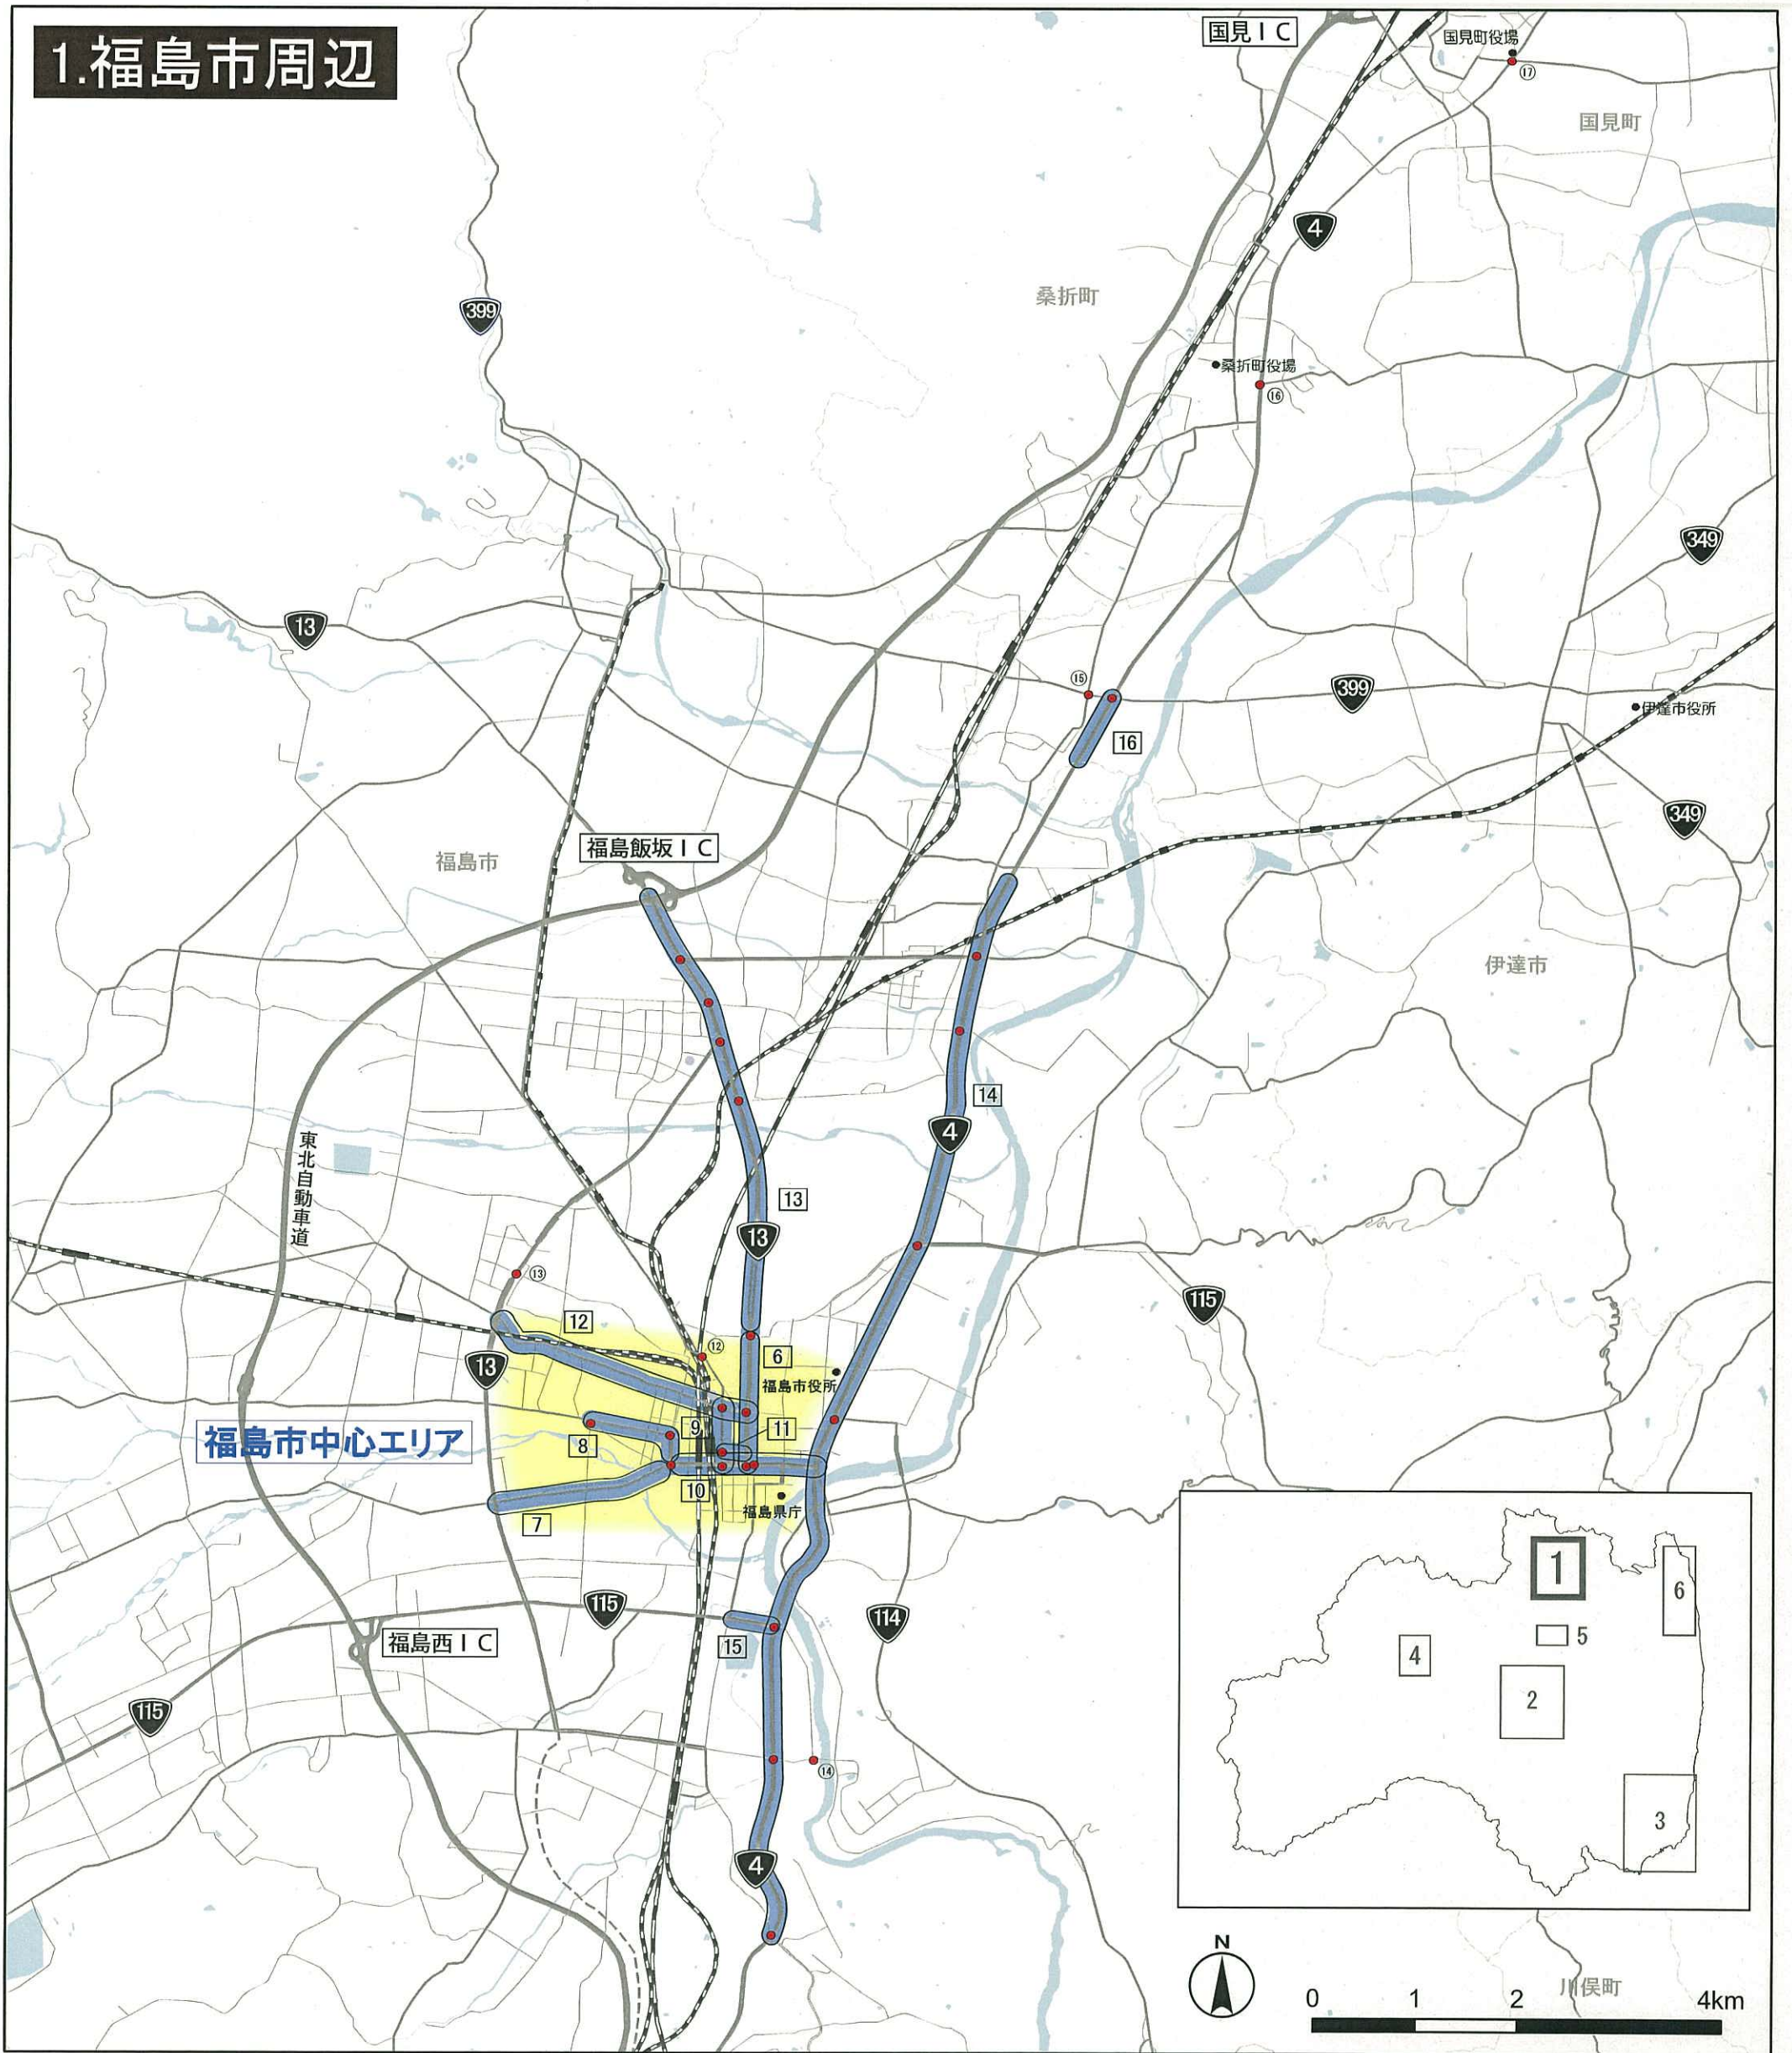 1.福島市周辺
国見IC
国見町役場
⑰
国見町
4
399
桑折町
桑折町役場
⑯
349
13
⑮
399
伊達市役所
16
349
福島飯坂IC
福島市
伊達市
14
4
東北自動車道
13
13
⑬
115
12
⑫
13
6
福島市役所
9
11
福島市中心エリア
8
10
福島県庁
7
115
114
15
福島西IC
115
⑭
4
1
6
5
4
2
3
N
川俣町
0 1 2 4km